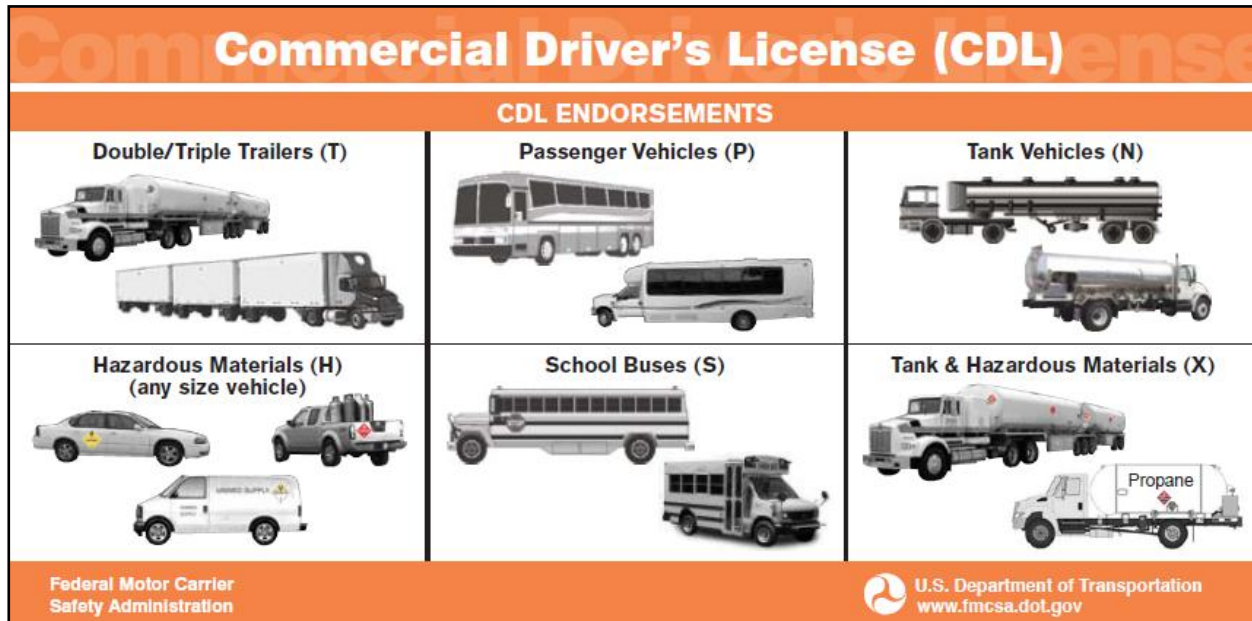 Commercial Driver's License (CDL)
CDL ENDORSEMENTS
Double/Triple Trailers (T)
Passenger Vehicles (P)
Tank Vehicles (N)
Hazardous Materials (H)
(any size vehicle)
School Buses (S)
Tank & Hazardous Materials (X)
Propane
Federal Motor Carrier
Safety Administration
U.S. Department of Transportation
www.fmcsa.dot.gov